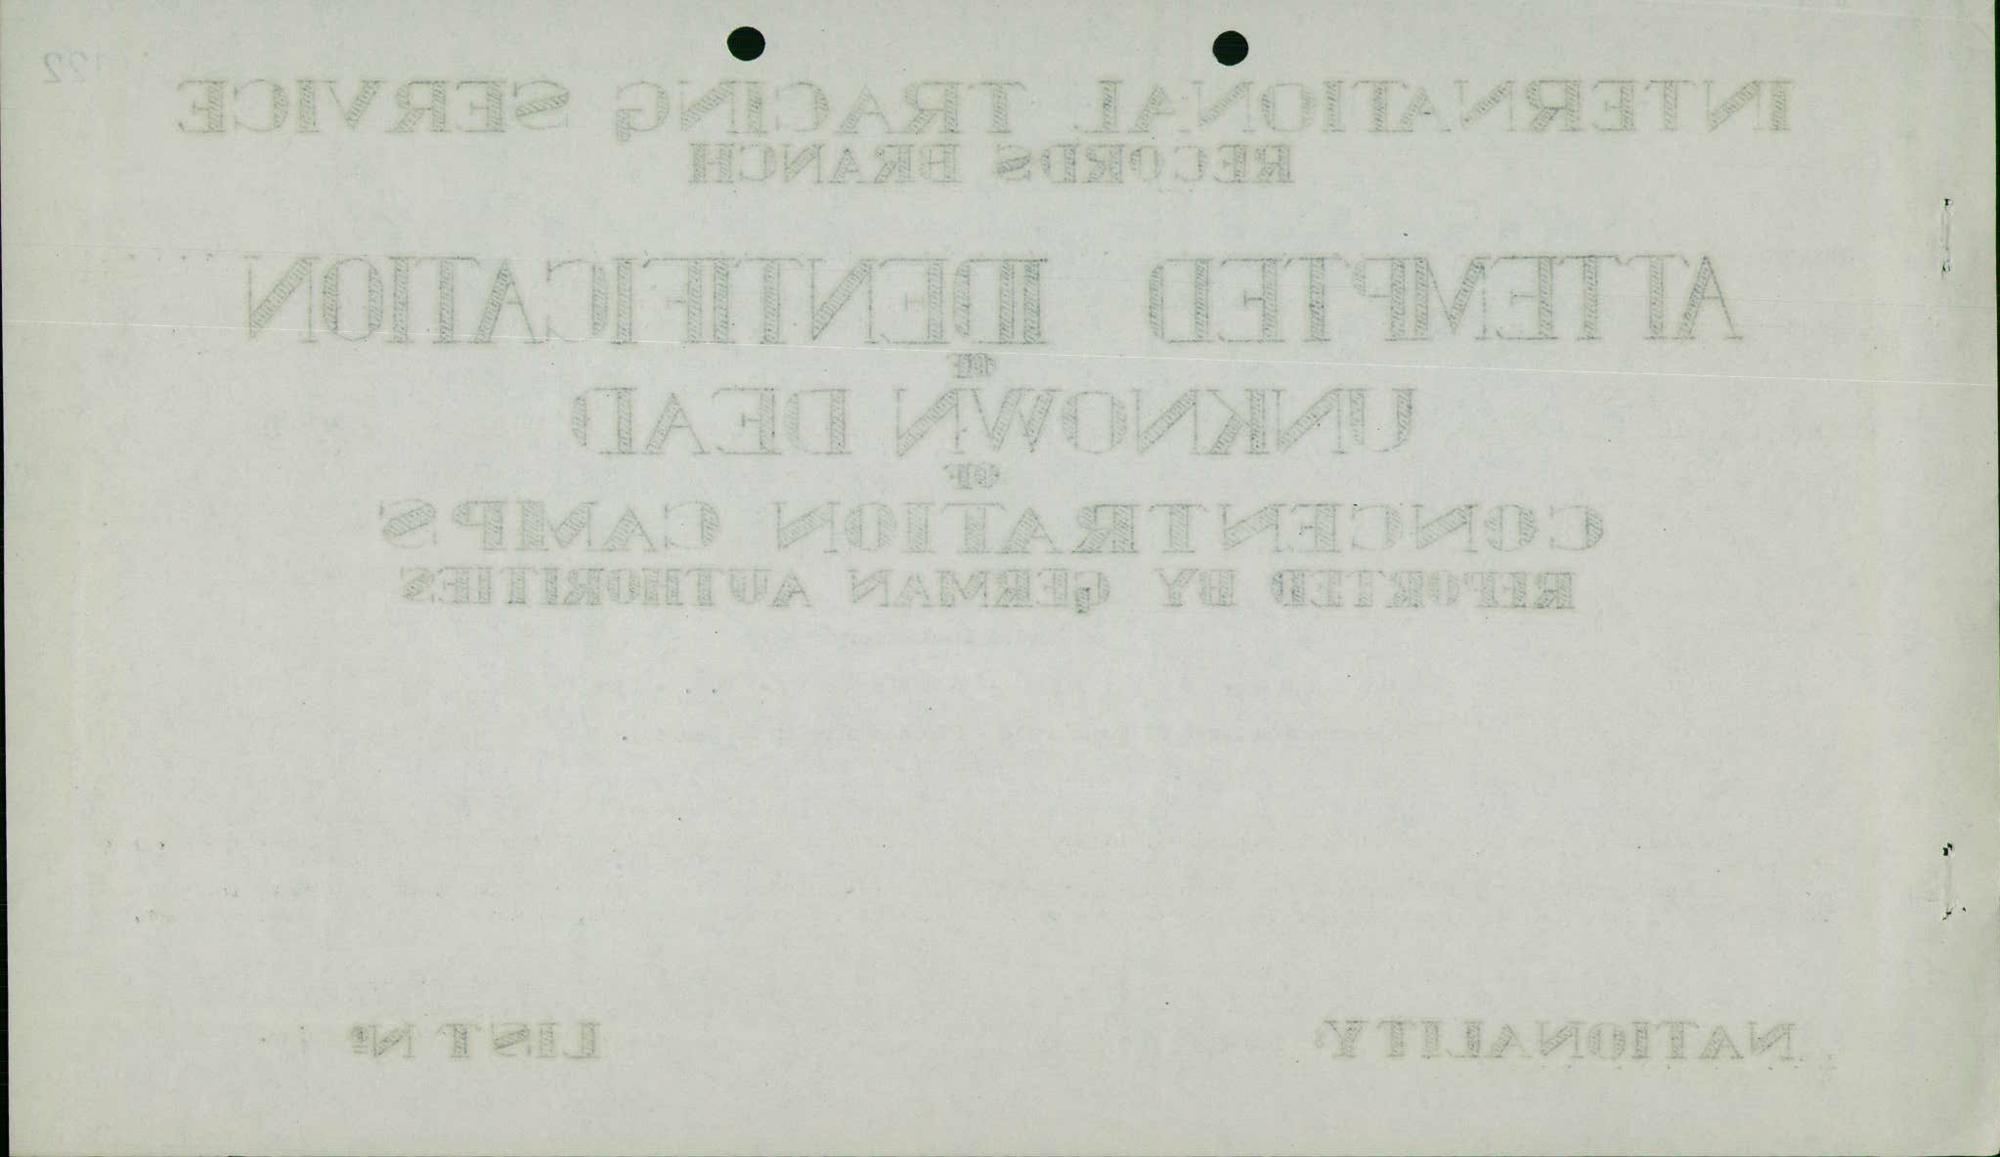 INTERNATIONAL TRACING SERVICE
RECORDS BRANCH
ATTEMPTED IDENTIFICATION
OF
UNKNOWN DEAD
OF
CONCENTRATION CAMPS
REPORTED BY GERMAN AUTHORITIES
NATIONALITY:
LIST Nº